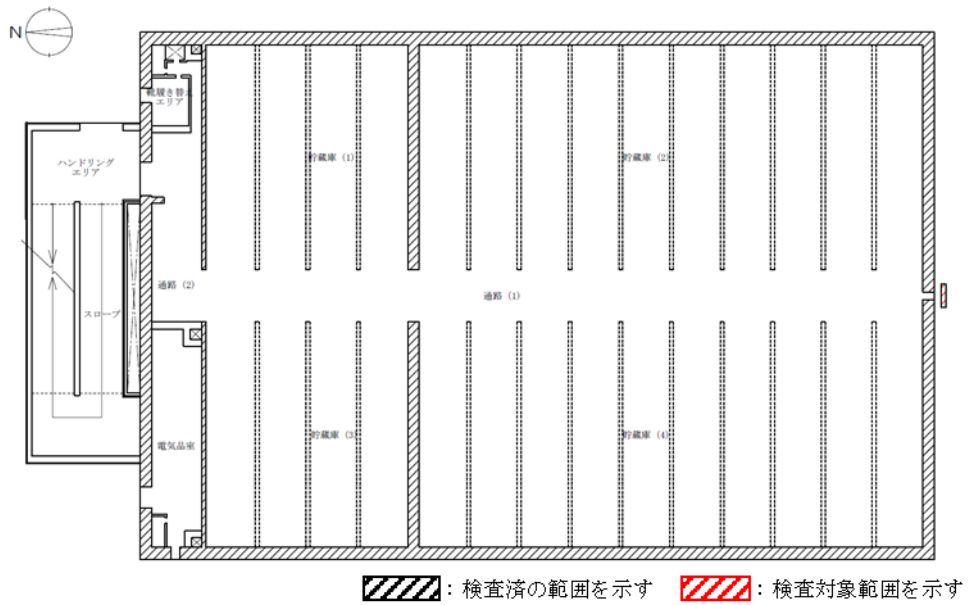 N
靴履き替え
エリア
ハンドリング
エリア
貯蔵庫（1）
貯蔵庫（2）
通路（2）
通路（1）
スロープ
貯蔵庫（3）
貯蔵庫（4）
電気品室
：検査済の範囲を示す
：検査対象範囲を示す